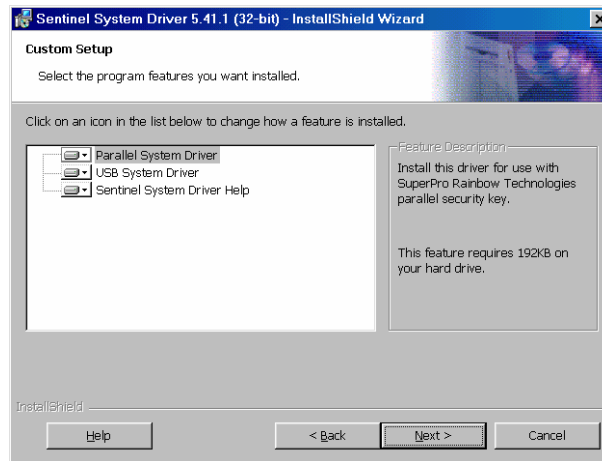 Sentinel System Driver 5.41.1 (32-bit) - InstallShield Wizard
Custom Setup
Select the program features you want installed.
Click on an icon in the list below to change how a feature is installed.
Parallel System Driver
USB System Driver
Sentinel System Driver Help
Feature Description
Install this driver for use with
SuperPro Rainbow Technologies
parallel security key.
This feature requires 192KB on
your hard drive.
InstallShield
Help
< Back
Next >
Cancel